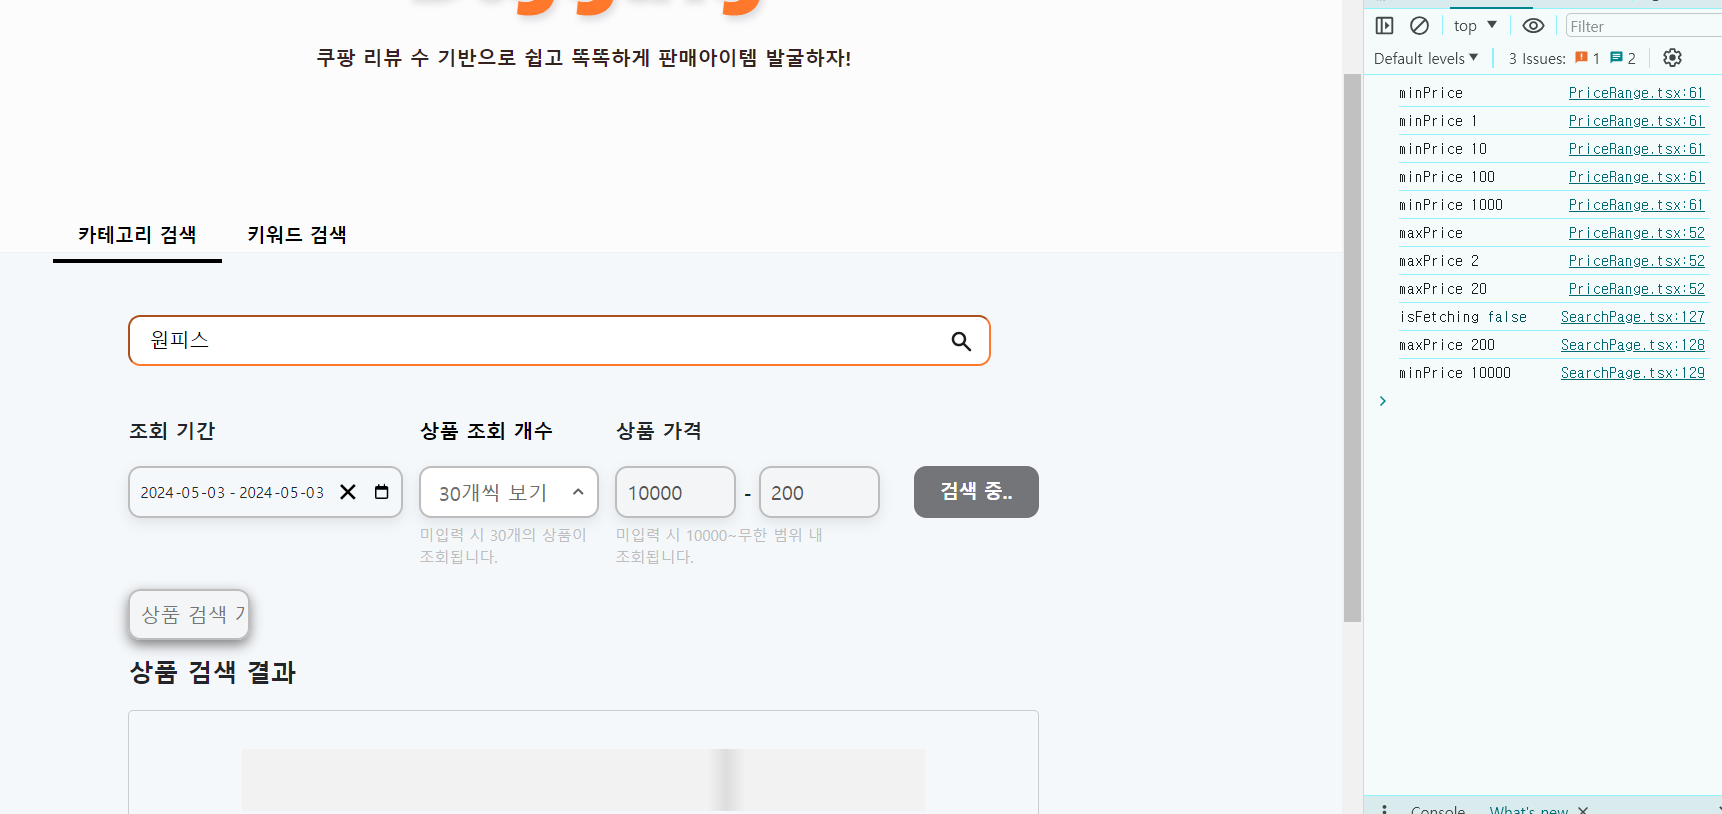 쿠팡 리뷰 수 기반으로 쉽고 똑똑하게 판매아이템 발굴하자!
카테고리 검색
키워드 검색
원피스
조회 기간
상품 조회 개수
상품 가격
2024-05-03 - 2024-05-03
30개씩 보기
10000
-
200
검색 중..
미입력 시 30개의 상품이
조회됩니다.
미입력 시 10000~무한 범위 내
조회됩니다.
상품 검색
상품 검색 결과
top
Filter
Default levels
3 Issues:
1
2
minPrice PriceRange.tsx:61
minPrice 1 PriceRange.tsx:61
minPrice 10 PriceRange.tsx:61
minPrice 100 PriceRange.tsx:61
minPrice 1000 PriceRange.tsx:61
maxPrice PriceRange.tsx:52
maxPrice 2 PriceRange.tsx:52
maxPrice 20 PriceRange.tsx:52
isFetching false SearchPage.tsx:127
maxPrice 200 SearchPage.tsx:128
minPrice 10000 SearchPage.tsx:129
Console
What's new